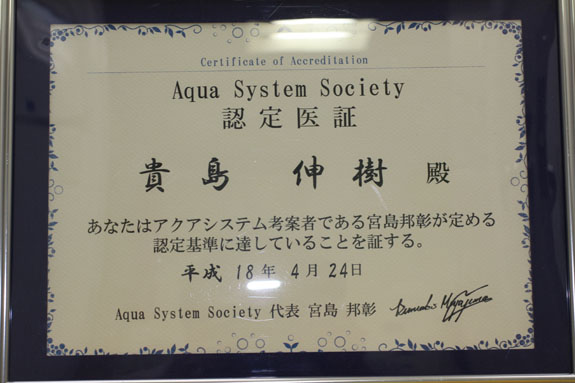 Certificate of Accreditation
Aqua System Society
認定医証
貴島 伸樹 殿
あなたはアクアシステム考案者である宮島邦彰が定める
認定基準に達していることを証する。
平成 18年 4月 24日
Aqua System Society 代表 宮島 邦彰